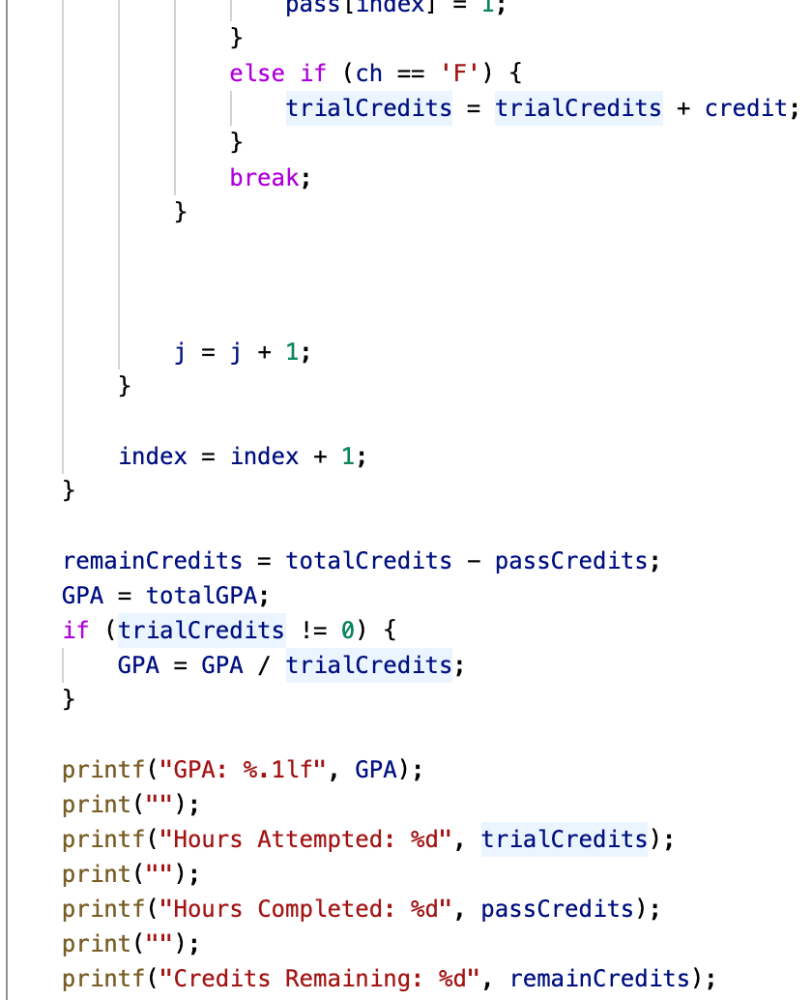 pass[index] = 1;
}
else if (ch == 'F') {
trialCredits = trialCredits + credit;
}
break;
}
j = j + 1;
}
index = index + 1;
}
remainCredits = totalCredits - passCredits;
GPA = totalGPA;
if (trialCredits != 0) {
GPA = GPA / trialCredits;
}
printf("GPA: %.1lf", GPA);
print("");
printf("Hours Attempted: %d", trialCredits);
print("");
printf("Hours Completed: %d", passCredits);
print("");
printf("Credits Remaining: %d", remainCredits);